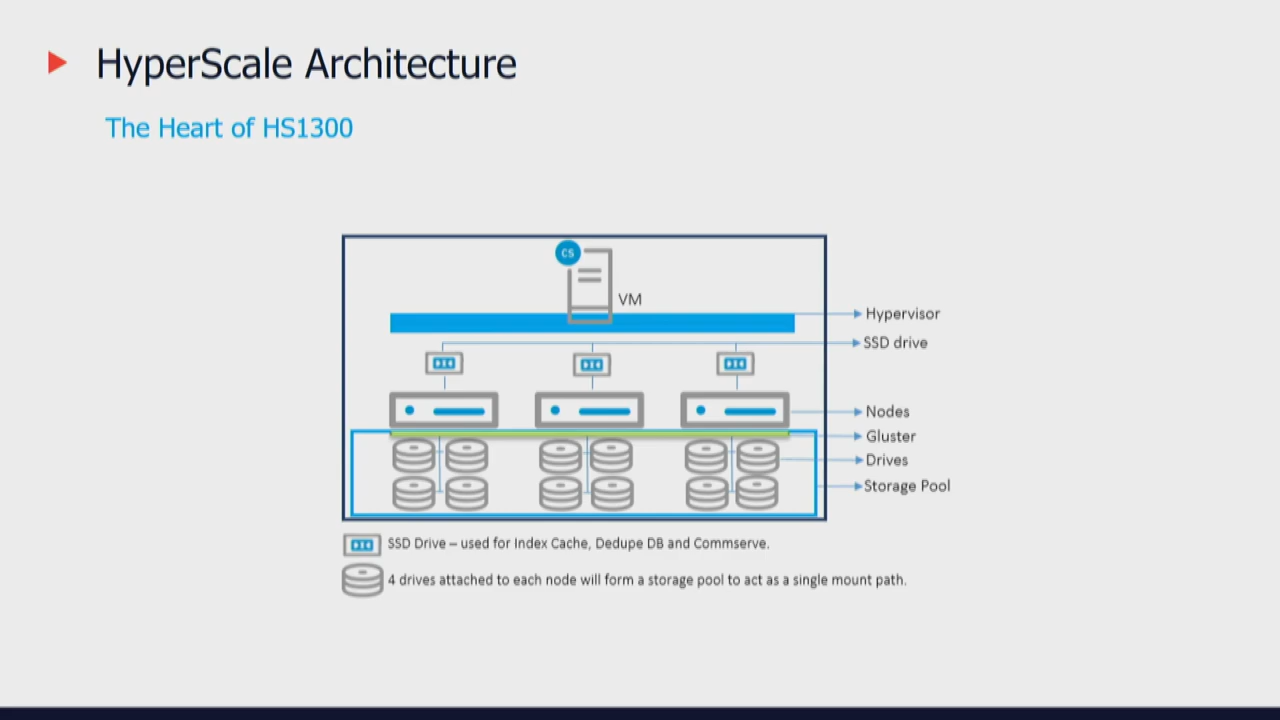 HyperScale Architecture
The Heart of HS1300
CS
VM
Hypervisor
SSD drive
Nodes
Gluster
Drives
Storage Pool
SSD Drive – used for Index Cache, Dedupe DB and Commserve.
4 drives attached to each node will form a storage pool to act as a single mount path.